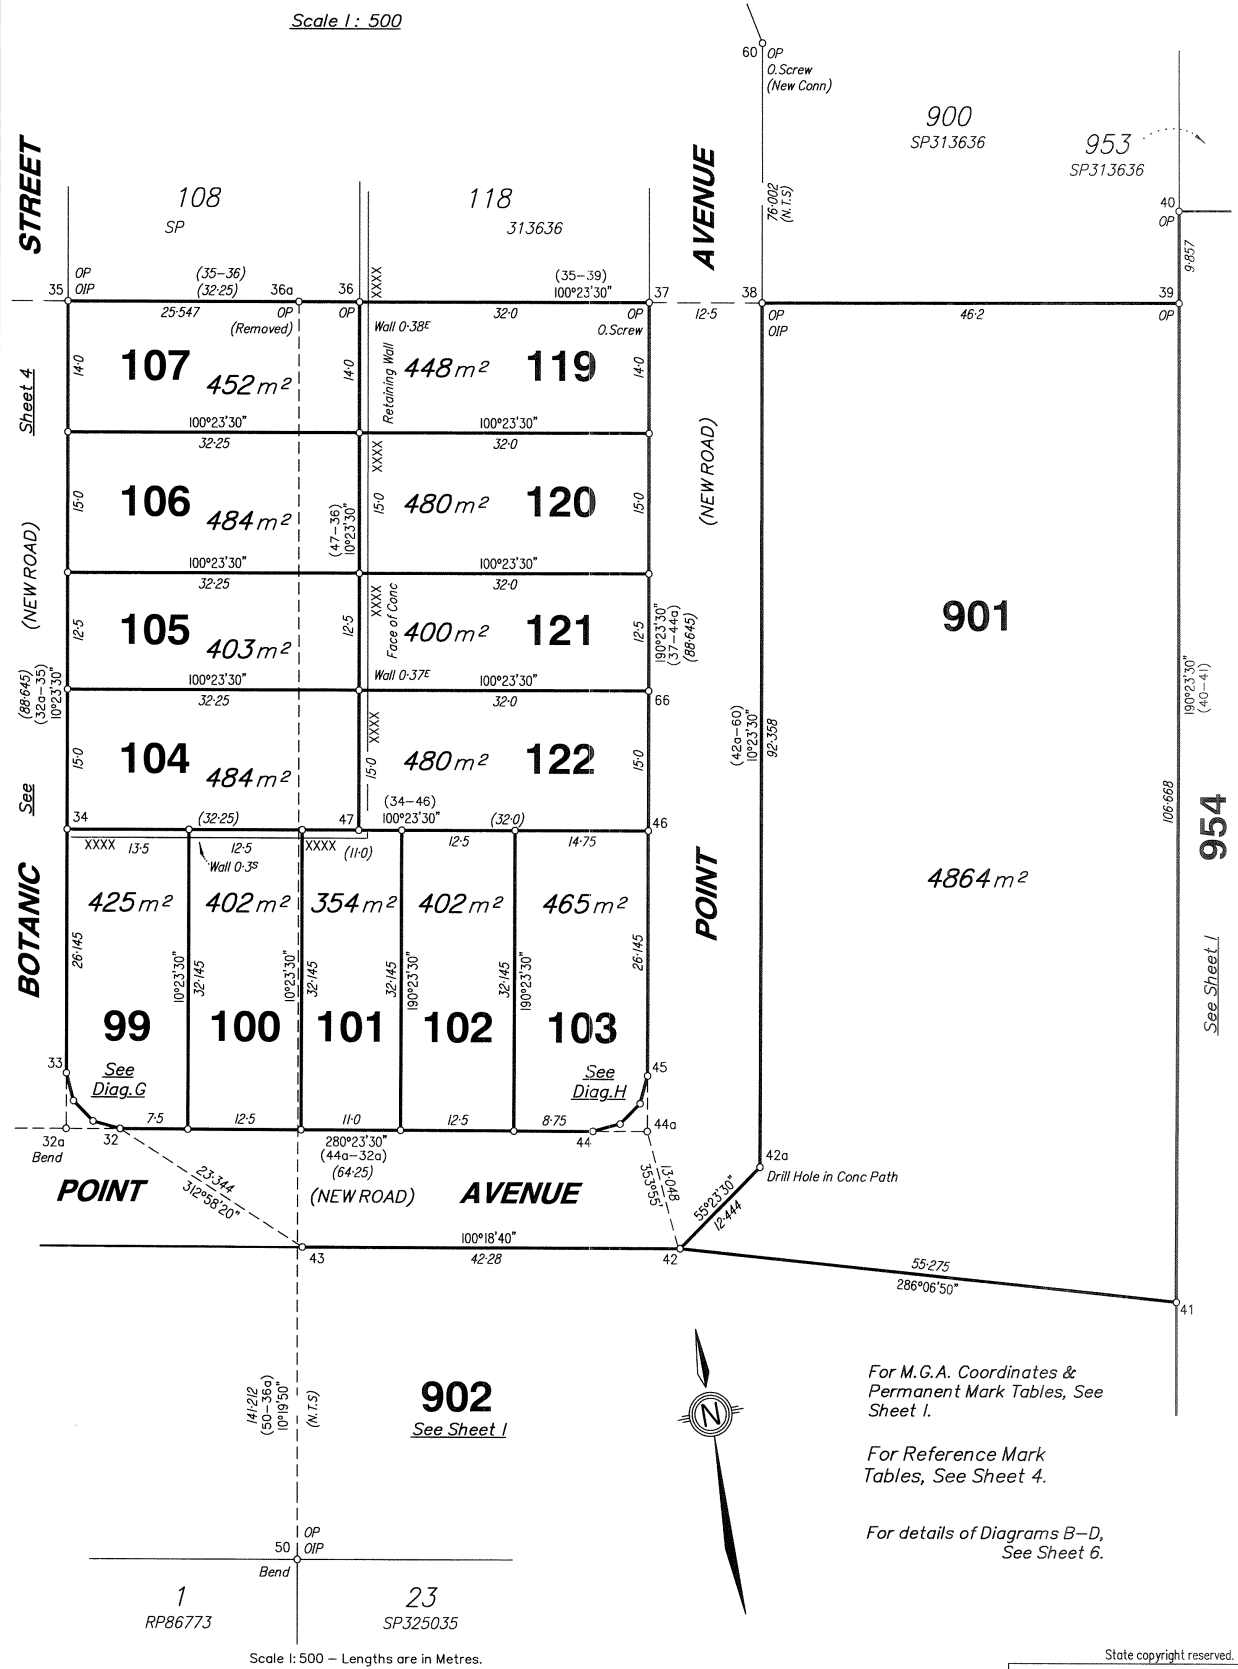 Scale 1: 500
60
OP
O.Screw
(New Conn)
900
SP313636
953
SP313636
STREET
AVENUE
76·002
(N.T.S)
108
SP
118
313636
40
OP
9·857
35
OP
OIP
(35-36)
(32·25)
36a
36
XXXX
(35-39)
100°23'30"
37
38
39
25·547
OP
(Removed)
OP
Wall 0·38E
32·0
OP
O.Screw
12·5
OP
OIP
46·2
OP
Sheet 4
14·0
107
452m²
14·0
Retaining Wall
448m²
119
14·0
100°23'30"
32·25
100°23'30"
32·0
XXXX
(NEW ROAD)
15·0
106
484m²
(47-36)
10°23'30"
15·0
480m²
120
15·0
100°23'30"
32·25
100°23'30"
32·0
(NEW ROAD)
12·5
105
403m²
12·5
XXXX
Face of Conc
400m²
121
12·5
190°23'30"
(37-44a)
(88·645)
901
(88·645)
(32a-35)
10°23'30"
100°23'30"
32·25
Wall 0·37E
100°23'30"
32·0
66
190°23'30"
(40-41)
(42a-60)
10°23'30"
92·358
See
15·0
104
484m²
XXXX
15·0
480m²
122
15·0
106·668
954
See Sheet 1
34
(32·25)
47
(34-46)
100°23'30"
(32·0)
46
XXXX
13·5
12·5
Wall 0·3S
XXXX
(11·0)
12·5
14·75
BOTANIC
POINT
4864m²
425m²
402m²
354m²
402m²
465m²
26·145
10°23'30"
32·145
10°23'30"
32·145
32·145
190°23'30"
32·145
190°23'30"
26·145
99
100
101
102
103
33
See
Diag.G
See
Diag.H
45
7·5
12·5
11·0
12·5
8·75
32a
Bend
32
280°23'30"
(44a-32a)
(64·25)
44
44a
23·344
312°58'20"
13·048
353°55'
42a
Drill Hole in Conc Path
POINT
(NEW ROAD)
AVENUE
55°23'30"
12·444
100°18'40"
43
42·28
42
55·275
286°06'50"
41
141·212
(50-36a)
10°19'50"
(N.T.S)
902
See Sheet 1
N
For M.G.A. Coordinates &
Permanent Mark Tables, See
Sheet 1.
For Reference Mark
Tables, See Sheet 4.
For details of Diagrams B-D,
See Sheet 6.
50
OP
OIP
Bend
1
RP86773
23
SP325035
Scale 1: 500 – Lengths are in Metres.
State copyright reserved.